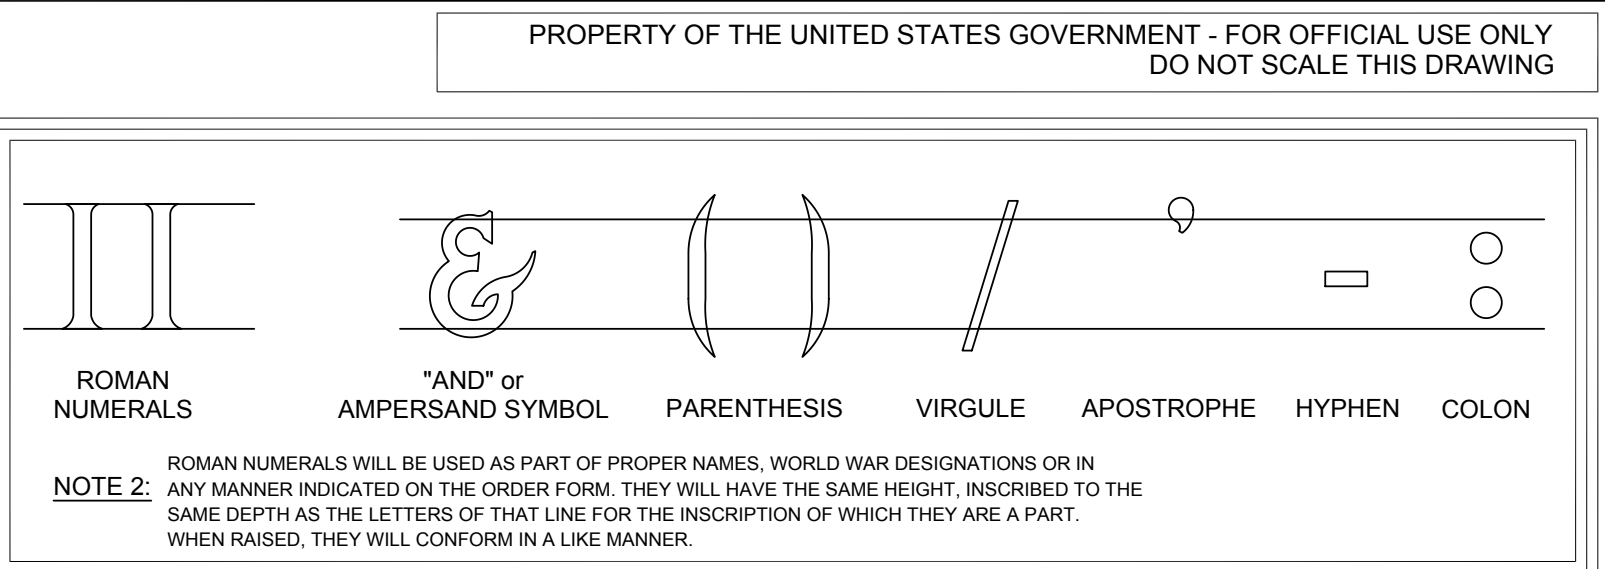 PROPERTY OF THE UNITED STATES GOVERNMENT - FOR OFFICIAL USE ONLY
DO NOT SCALE THIS DRAWING
II & ( ) / ’ - :
ROMAN
NUMERALS
"AND" or
AMPERSAND SYMBOL
PARENTHESIS
VIRGULE
APOSTROPHE
HYPHEN
COLON
NOTE 2:
ROMAN NUMERALS WILL BE USED AS PART OF PROPER NAMES, WORLD WAR DESIGNATIONS OR IN
ANY MANNER INDICATED ON THE ORDER FORM. THEY WILL HAVE THE SAME HEIGHT, INSCRIBED TO THE
SAME DEPTH AS THE LETTERS OF THAT LINE FOR THE INSCRIPTION OF WHICH THEY ARE A PART.
WHEN RAISED, THEY WILL CONFORM IN A LIKE MANNER.